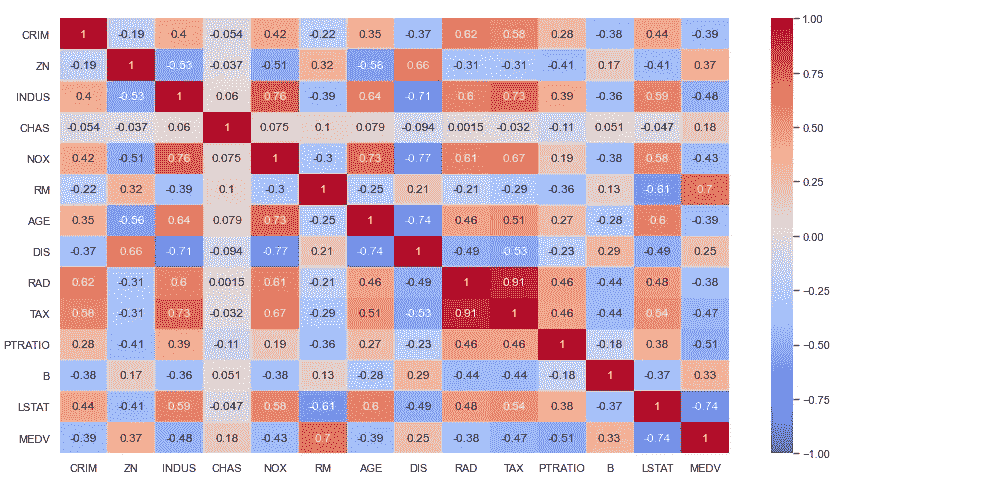 CRIM 1 -0.19 0.4 -0.054 0.42 -0.22 0.35 -0.37 0.62 0.58 0.28 -0.38 0.44 -0.39
ZN -0.19 1 -0.53 -0.037 -0.51 0.32 -0.56 0.66 -0.31 -0.31 -0.41 0.17 -0.41 0.37
INDUS 0.4 -0.53 1 0.06 0.76 -0.39 0.64 -0.71 0.6 0.73 0.39 -0.36 0.59 -0.48
CHAS -0.054 -0.037 0.06 1 0.075 0.1 0.079 -0.094 0.0015 -0.032 -0.11 0.051 -0.047 0.18
NOX 0.42 -0.51 0.76 0.075 1 -0.3 0.73 -0.77 0.61 0.67 0.19 -0.38 0.58 -0.43
RM -0.22 0.32 -0.39 0.1 -0.3 1 -0.25 0.21 -0.21 -0.29 -0.36 0.13 -0.61 0.7
AGE 0.35 -0.56 0.64 0.079 0.73 -0.25 1 -0.74 0.46 0.51 0.27 -0.28 0.6 -0.39
DIS -0.37 0.66 -0.71 -0.094 -0.77 0.21 -0.74 1 -0.49 -0.53 -0.23 0.29 -0.49 0.25
RAD 0.62 -0.31 0.6 0.0015 0.61 -0.21 0.46 -0.49 1 0.91 0.46 -0.44 0.48 -0.38
TAX 0.58 -0.31 0.73 -0.032 0.67 -0.29 0.51 -0.53 0.91 1 0.46 -0.44 0.54 -0.47
PTRATIO 0.28 -0.41 0.39 -0.11 0.19 -0.36 0.27 -0.23 0.46 0.46 1 -0.18 0.38 -0.51
B -0.38 0.17 -0.36 0.051 -0.38 0.13 -0.28 0.29 -0.44 -0.44 -0.18 1 -0.37 0.33
LSTAT 0.44 -0.41 0.59 -0.047 0.58 -0.61 0.6 -0.49 0.48 0.54 0.38 -0.37 1 -0.74
MEDV -0.39 0.37 -0.48 0.18 -0.43 0.7 -0.39 0.25 -0.38 -0.47 -0.51 0.33 -0.74 1
CRIM ZN INDUS CHAS NOX RM AGE DIS RAD TAX PTRATIO B LSTAT MEDV
1.00
0.75
0.50
0.25
0.00
−0.25
−0.50
−0.75
−1.00